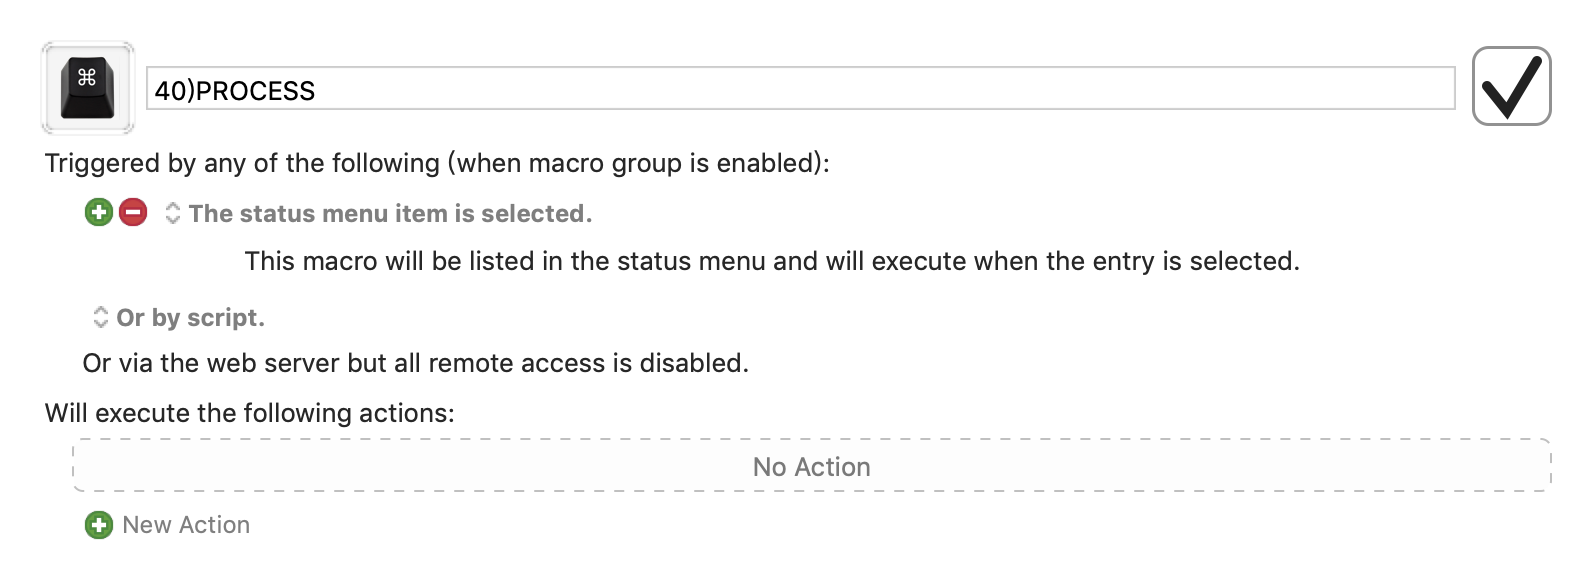 ⌘
40)PROCESS
Triggered by any of the following (when macro group is enabled):
The status menu item is selected.
This macro will be listed in the status menu and will execute when the entry is selected.
Or by script.
Or via the web server but all remote access is disabled.
Will execute the following actions:
No Action
New Action